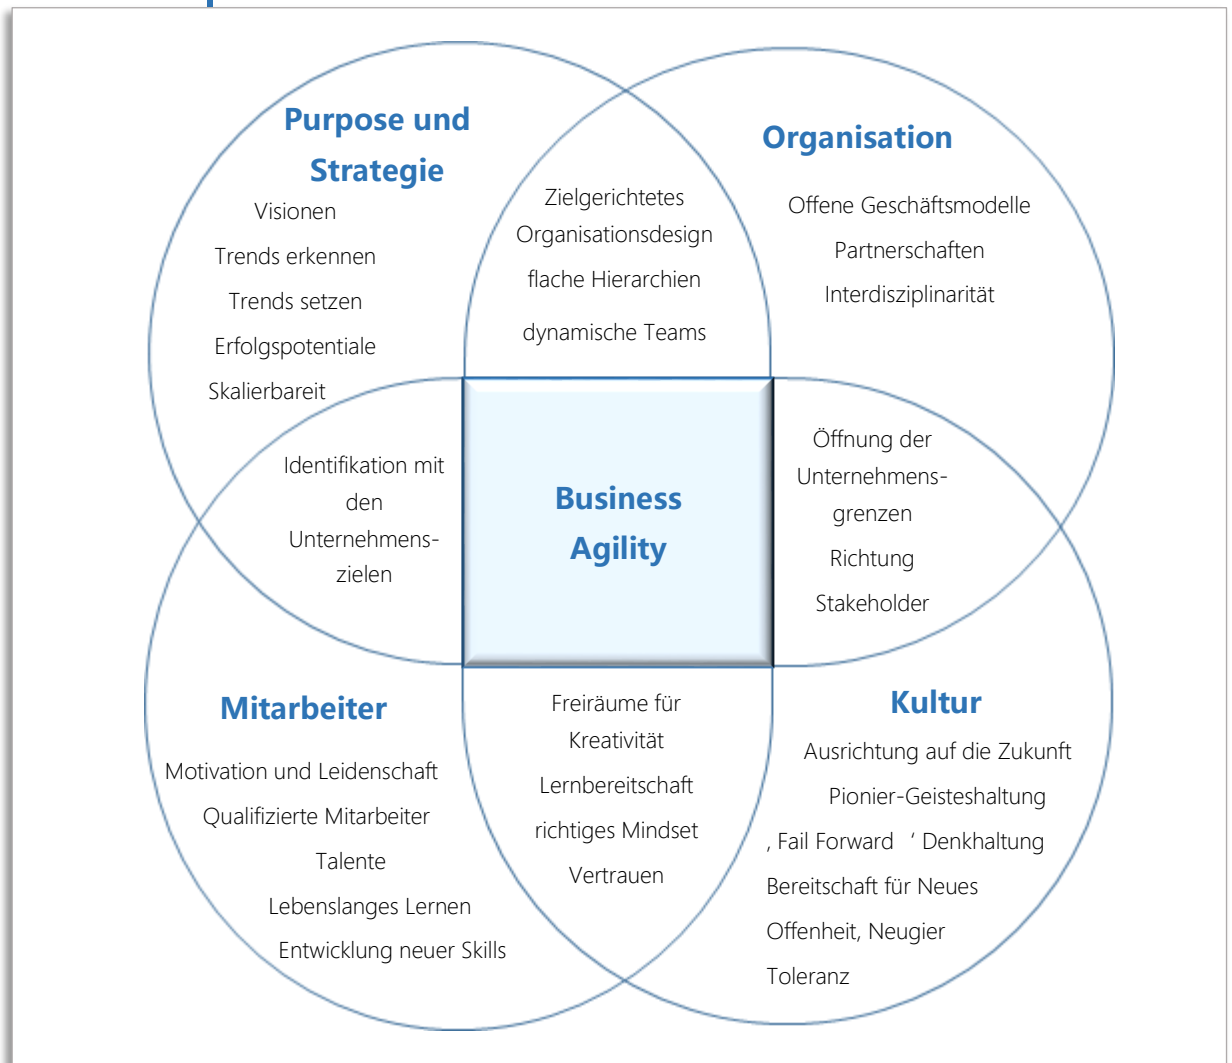 Purpose und
Strategie
Visionen
Trends erkennen
Trends setzen
Erfolgspotentiale
Skalierbareit
Zielgerichtetes
Organisationsdesign
flache Hierarchien
dynamische Teams
Organisation
Offene Geschäftsmodelle
Partnerschaften
Interdisziplinarität
Identifikation mit
den
Unternehmens-
zielen
Business
Agility
Öffnung der
Unternehmens-
grenzen
Richtung
Stakeholder
Mitarbeiter
Motivation und Leidenschaft
Qualifizierte Mitarbeiter
Talente
Lebenslanges Lernen
Entwicklung neuer Skills
Freiräume für
Kreativität
Lernbereitschaft
richtiges Mindset
Vertrauen
Kultur
Ausrichtung auf die Zukunft
Pionier-Geisteshaltung
‚ Fail Forward ‘ Denkhaltung
Bereitschaft für Neues
Offenheit, Neugier
Toleranz